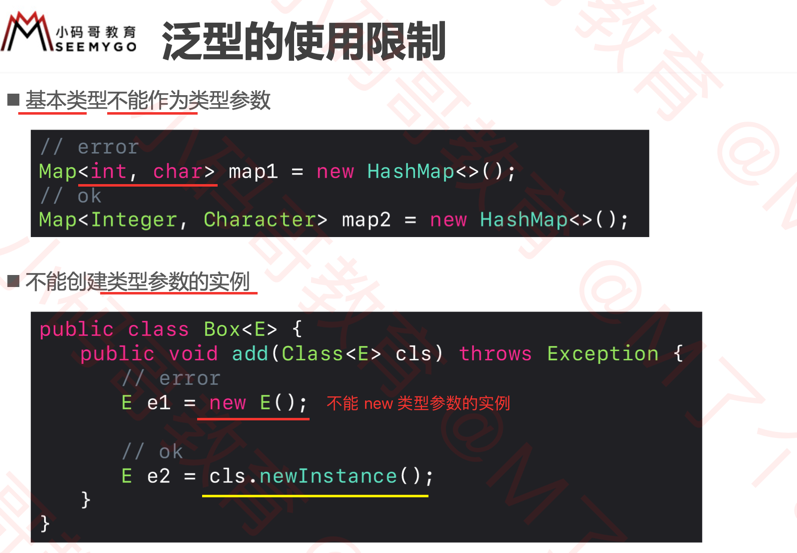 小码哥教育
SEEMYGO
泛型的使用限制
■ 基本类型不能作为类型参数
// error
Map<int, char> map1 = new HashMap<>();
// ok
Map<Integer, Character> map2 = new HashMap<>();
■ 不能创建类型参数的实例
public class Box<E> {
public void add(Class<E> cls) throws Exception {
// error
E e1 = new E(); 不能 new 类型参数的实例
// ok
E e2 = cls.newInstance();
}
}